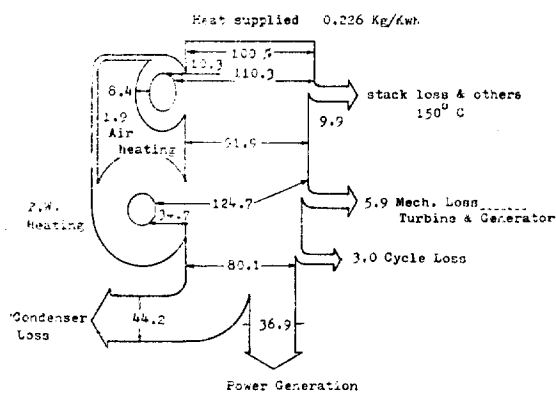 Heat supplied 0.226 Kg/Kwh
100 %
10.3
110.3
8.4
stack loss & others
150° C
9.9
1.9
Air
heating
91.9
124.7
34.7
5.9 Mech. Loss
Turbins & Generator
Heating
3.0 Cycle Loss
80.1
Condenser
Loss
44.2
36.9
Power Generation